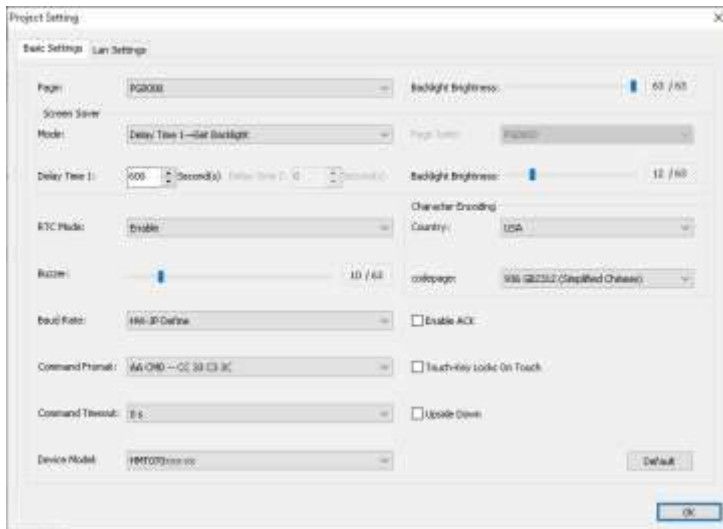 Project Setting
Basic Settings Lan Settings
Page: PG0000 Backlight Brightness: 63 / 63
Screen Saver
Mode: Delay Time 1---Set Backlight Page Select: PG0000
Delay Time 1: 600 Second(s) Delay Time 2: 0 Second(s) Backlight Brightness: 12 / 63
Character Encoding
RTC Mode: Enable Country: USA
Buzzer: 10 / 63 codepage: 936 GB2312 (Simplified Chinese)
Baud Rate: HW-JP Define Enable ACK
Command Format: AA CMD --- CC 33 C3 3C Touch-Key Locks On Touch
Command Timeout: 0 s Upside Down
Device Model: Default
OK